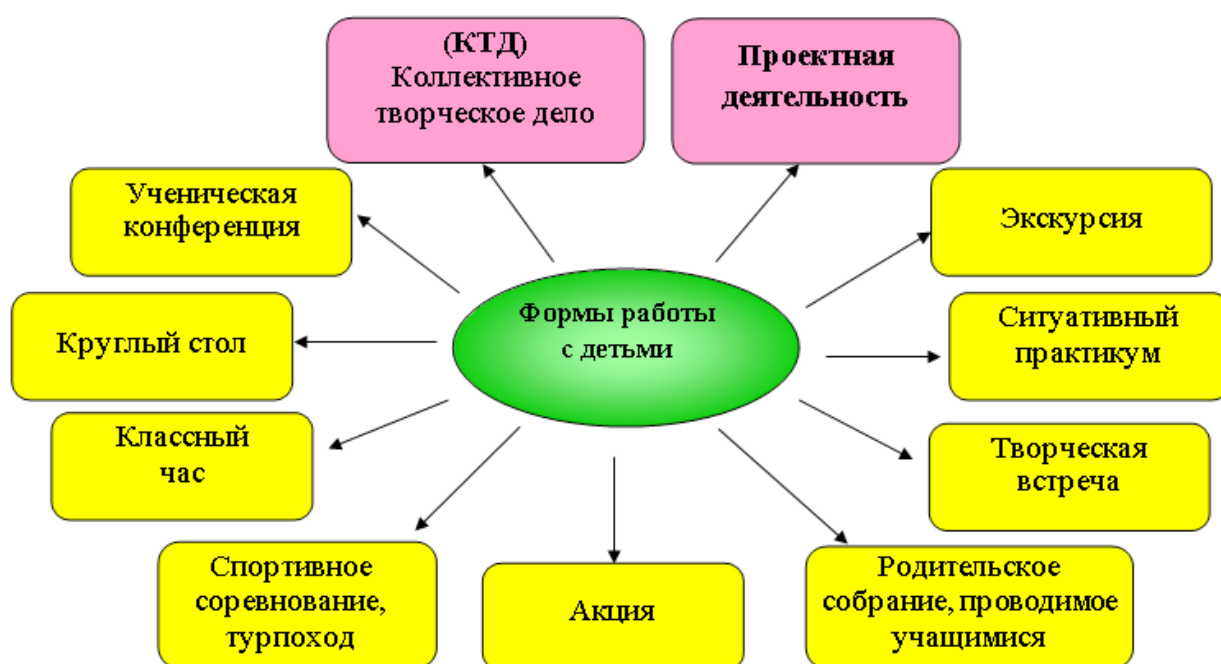 (КТД)
Коллективное
творческое дело
Проектная
деятельность
Ученическая
конференция
Экскурсия
Формы работы
с детьми
Круглый стол
Ситуативный
практикум
Классный
час
Творческая
встреча
Спортивное
соревнование,
турпоход
Акция
Родительское
собрание, проводимое
учащимися